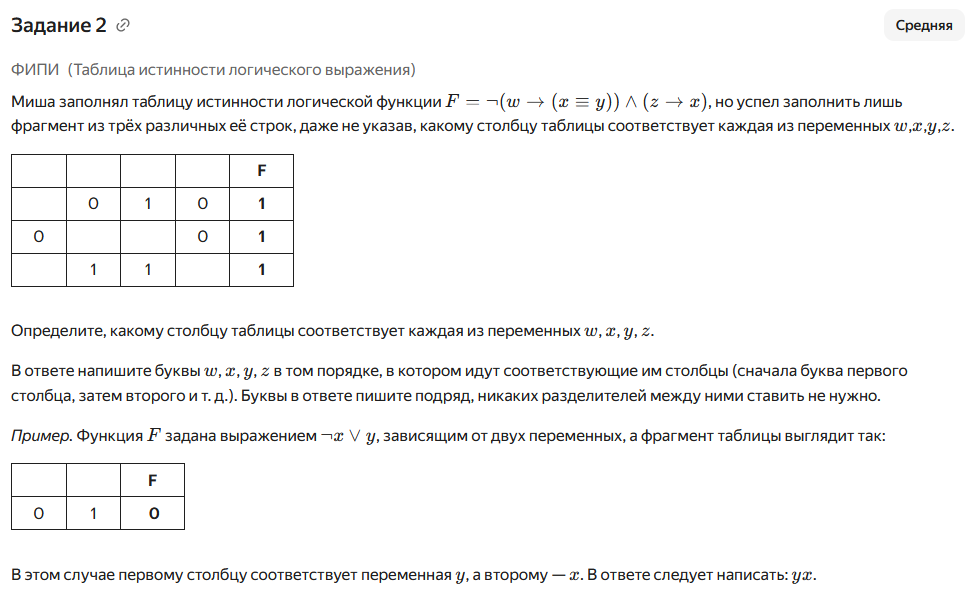 Задание 2
Средняя
ФИПИ (Таблица истинности логического выражения)
Миша заполнял таблицу истинности логической функции F = ¬(w → (x ≡ y)) ∧ (z → x), но успел заполнить лишь
фрагмент из трёх различных её строк, даже не указав, какому столбцу таблицы соответствует каждая из переменных w,x,y,z.
F
0 1 0 1
0 0 1
1 1 1
Определите, какому столбцу таблицы соответствует каждая из переменных w, x, y, z.
В ответе напишите буквы w, x, y, z в том порядке, в котором идут соответствующие им столбцы (сначала буква первого
столбца, затем второго и т. д.). Буквы в ответе пишите подряд, никаких разделителей между ними ставить не нужно.
Пример. Функция F задана выражением ¬x ∨ y, зависящим от двух переменных, а фрагмент таблицы выглядит так:
F
0 1 0
В этом случае первому столбцу соответствует переменная y, а второму — x. В ответе следует написать: yx.